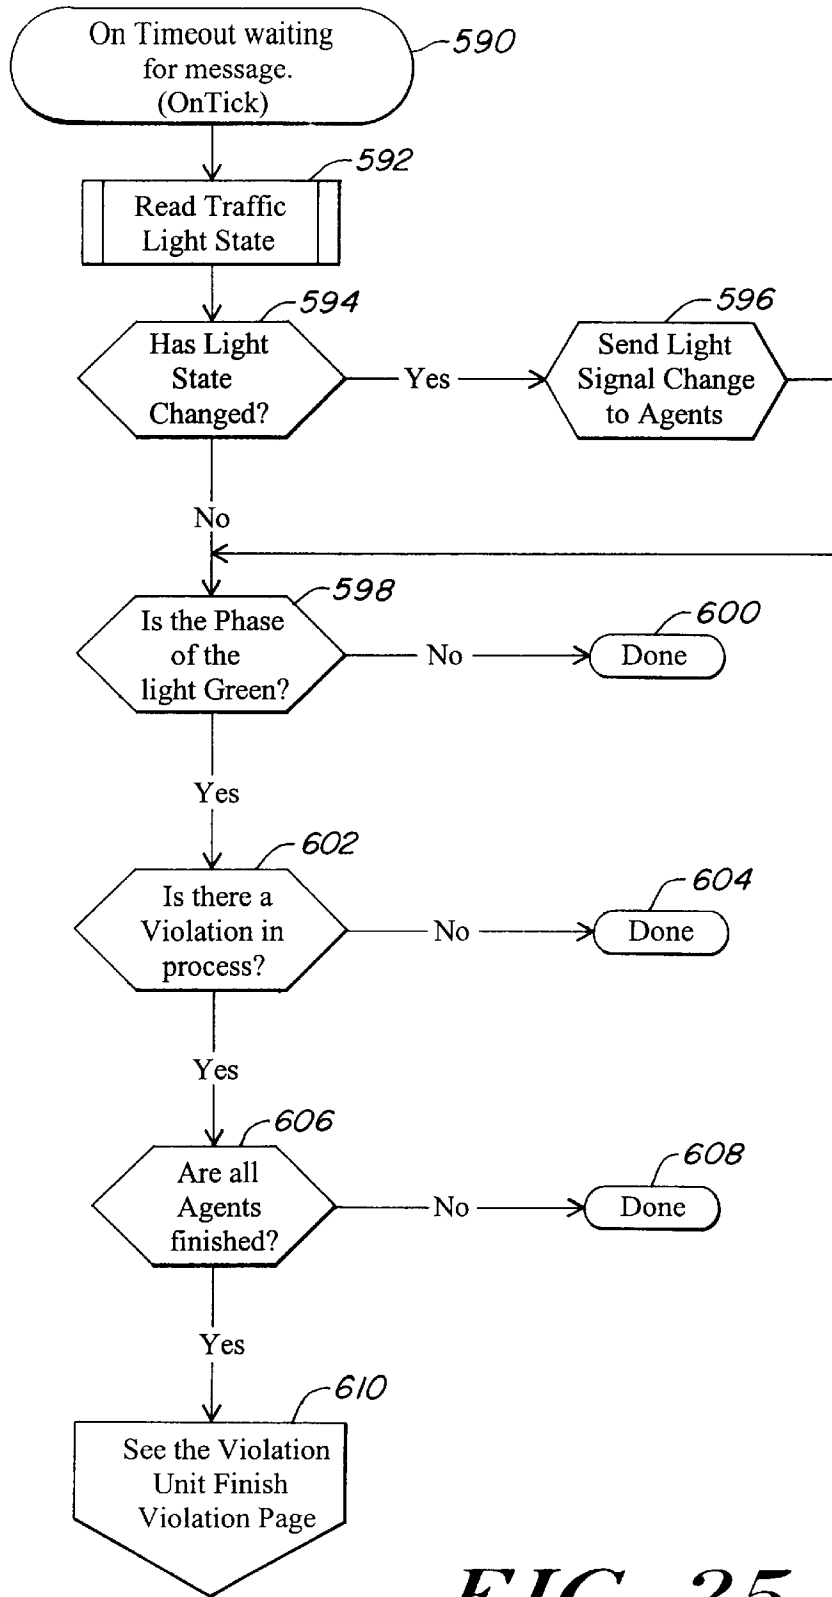 On Timeout waiting
for message.
(OnTick)
590
592
Read Traffic
Light State
594
Has Light
State
Changed?
Yes
596
Send Light
Signal Change
to Agents
No
598
Is the Phase
of the
light Green?
No
600
Done
Yes
602
Is there a
Violation in
process?
No
604
Done
Yes
606
Are all
Agents
finished?
No
608
Done
Yes
610
See the Violation
Unit Finish
Violation Page
FIG. 25